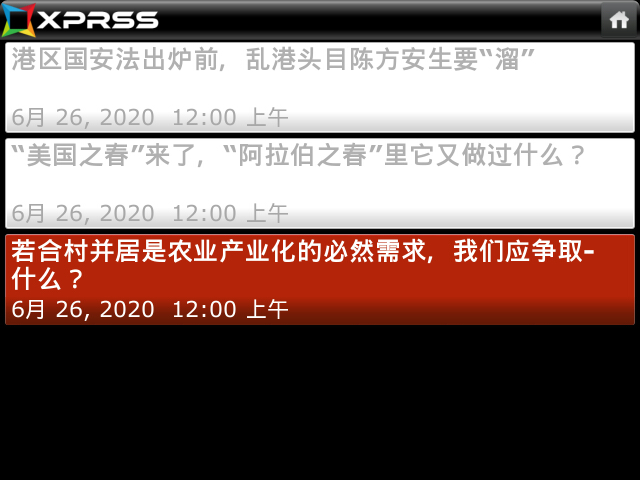 XPRSS
港区国安法出炉前，乱港头目陈方安生要“溜”
6月 26, 2020  12:00 上午
“美国之春”来了，“阿拉伯之春”里它又做过什么？
6月 26, 2020  12:00 上午
若合村并居是农业产业化的必然需求，我们应争取-
什么？
6月 26, 2020  12:00 上午